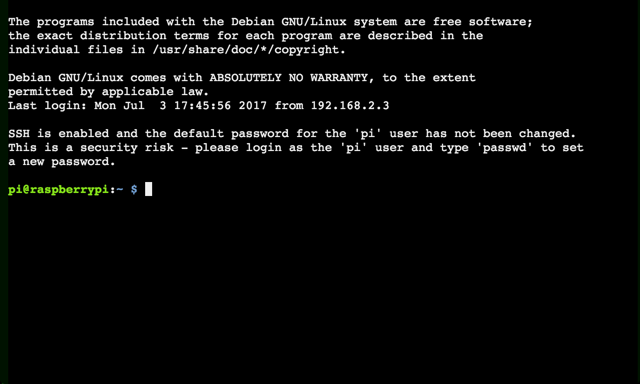 The programs included with the Debian GNU/Linux system are free software;
the exact distribution terms for each program are described in the
individual files in /usr/share/doc/*/copyright.
Debian GNU/Linux comes with ABSOLUTELY NO WARRANTY, to the extent
permitted by applicable law.
Last login: Mon Jul  3 17:45:56 2017 from 192.168.2.3
SSH is enabled and the default password for the 'pi' user has not been changed.
This is a security risk - please login as the 'pi' user and type 'passwd' to set
a new password.
pi@raspberrypi:~ $